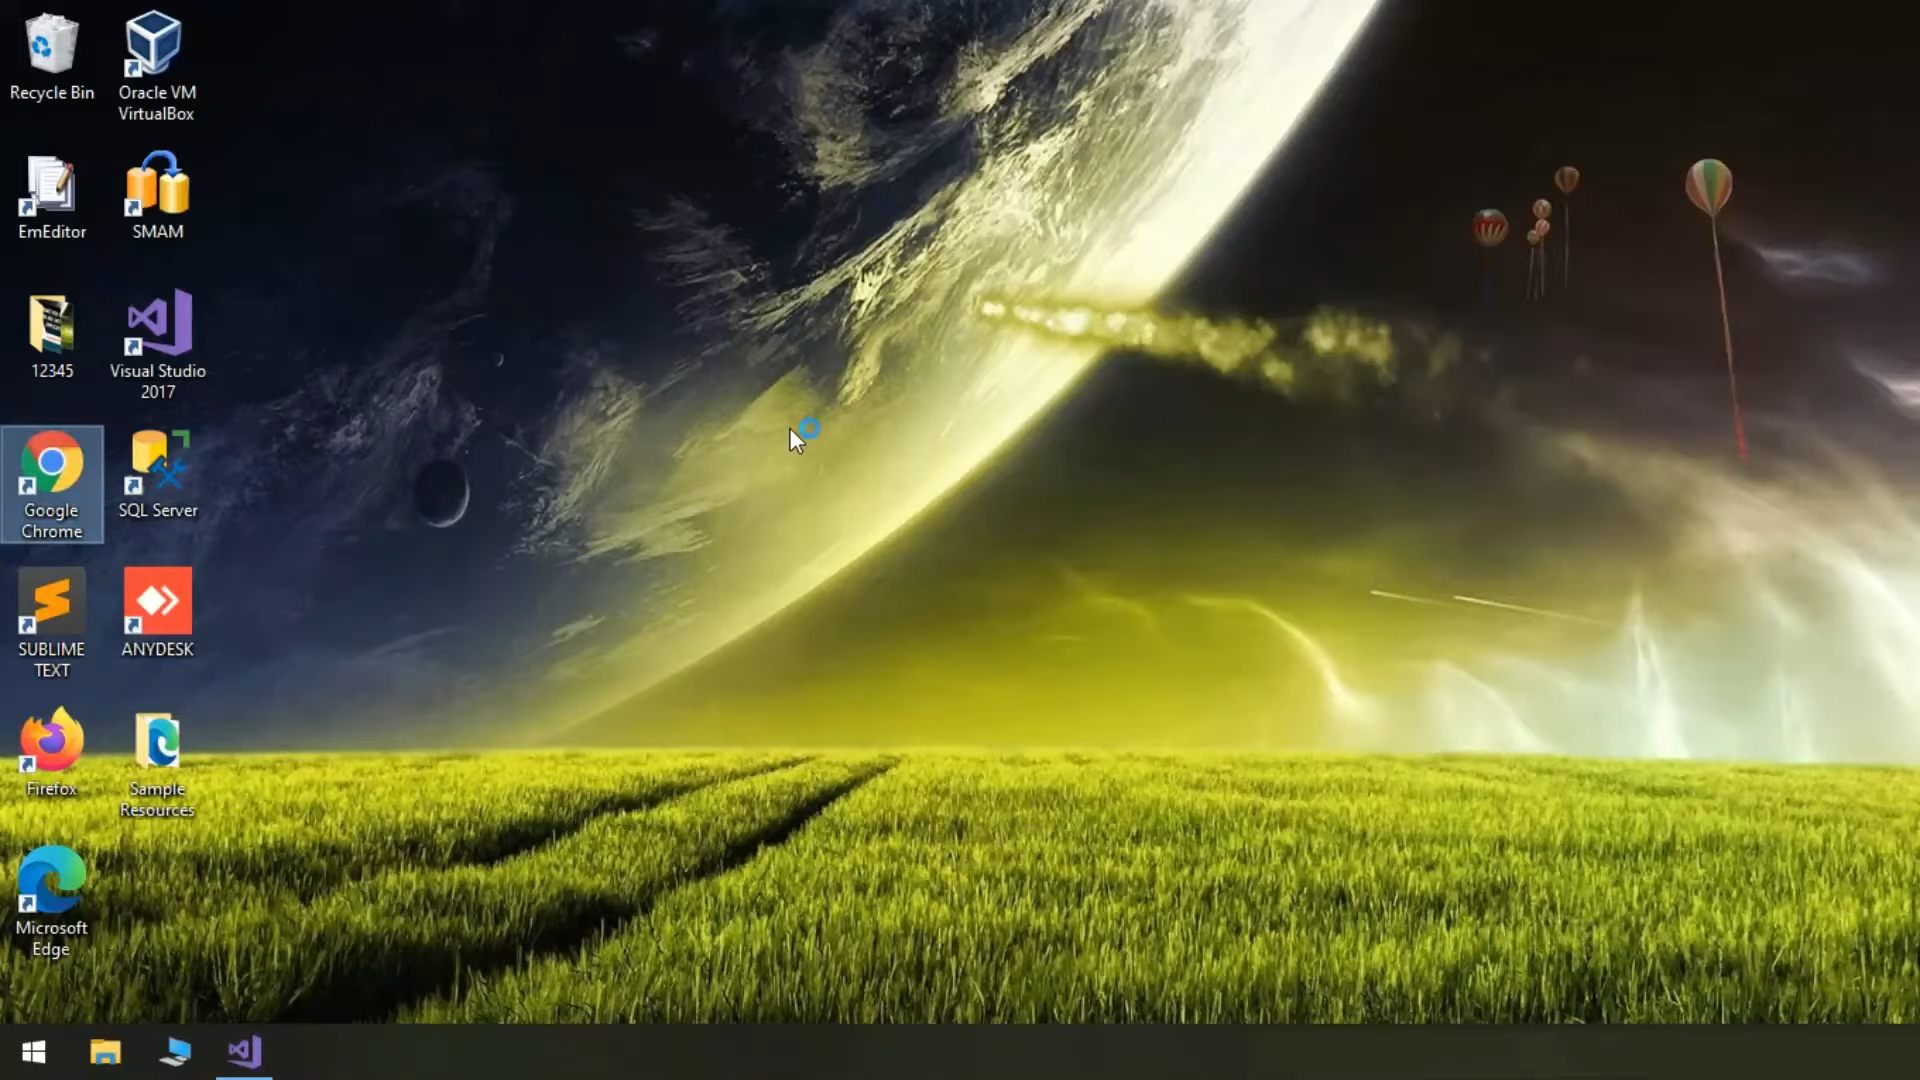 Recycle Bin
Oracle VM
VirtualBox
EmEditor
SMAM
12345
Visual Studio
2017
Google
Chrome
SQL Server
SUBLIME
TEXT
ANYDESK
Firefox
Sample
Resources
Microsoft
Edge